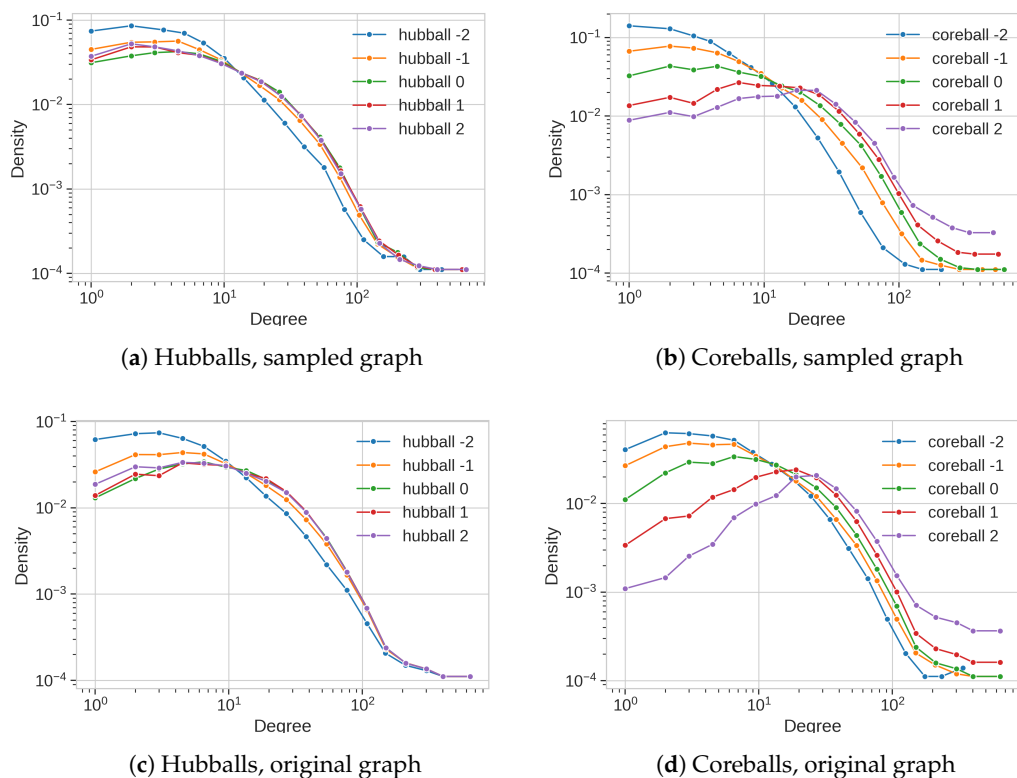 10⁻¹
10⁻²
10⁻³
10⁻⁴
Density
10⁰
10¹
10²
Degree
hubball -2
hubball -1
hubball 0
hubball 1
hubball 2
(a) Hubballs, sampled graph
10⁻¹
10⁻²
10⁻³
10⁻⁴
Density
10⁰
10¹
10²
Degree
coreball -2
coreball -1
coreball 0
coreball 1
coreball 2
(b) Coreballs, sampled graph
10⁻¹
10⁻²
10⁻³
10⁻⁴
Density
10⁰
10¹
10²
Degree
hubball -2
hubball -1
hubball 0
hubball 1
hubball 2
(c) Hubballs, original graph
10⁻²
10⁻³
10⁻⁴
Density
10⁰
10¹
10²
Degree
coreball -2
coreball -1
coreball 0
coreball 1
coreball 2
(d) Coreballs, original graph